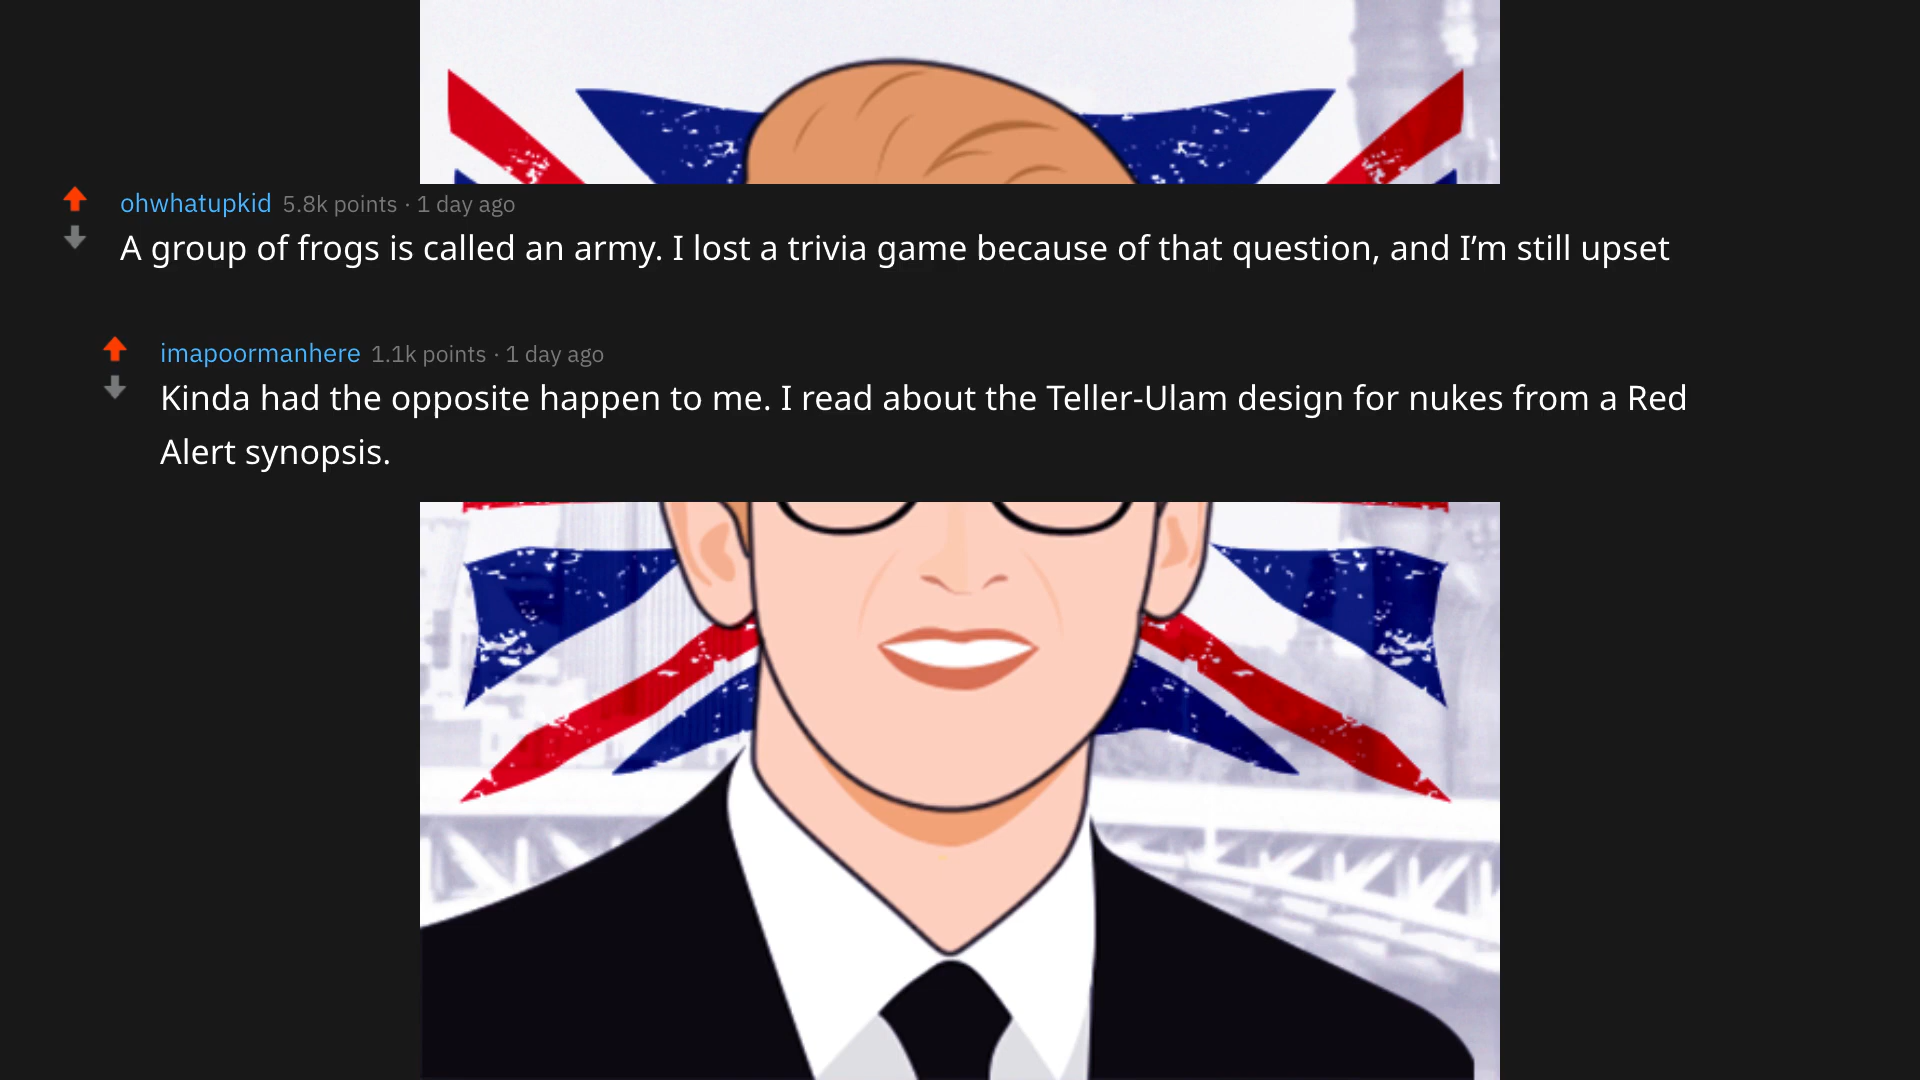 ohwhatupkid 5.8k points · 1 day ago
A group of frogs is called an army. I lost a trivia game because of that question, and I’m still upset
imapoormanhere 1.1k points · 1 day ago
Kinda had the opposite happen to me. I read about the Teller-Ulam design for nukes from a Red
Alert synopsis.